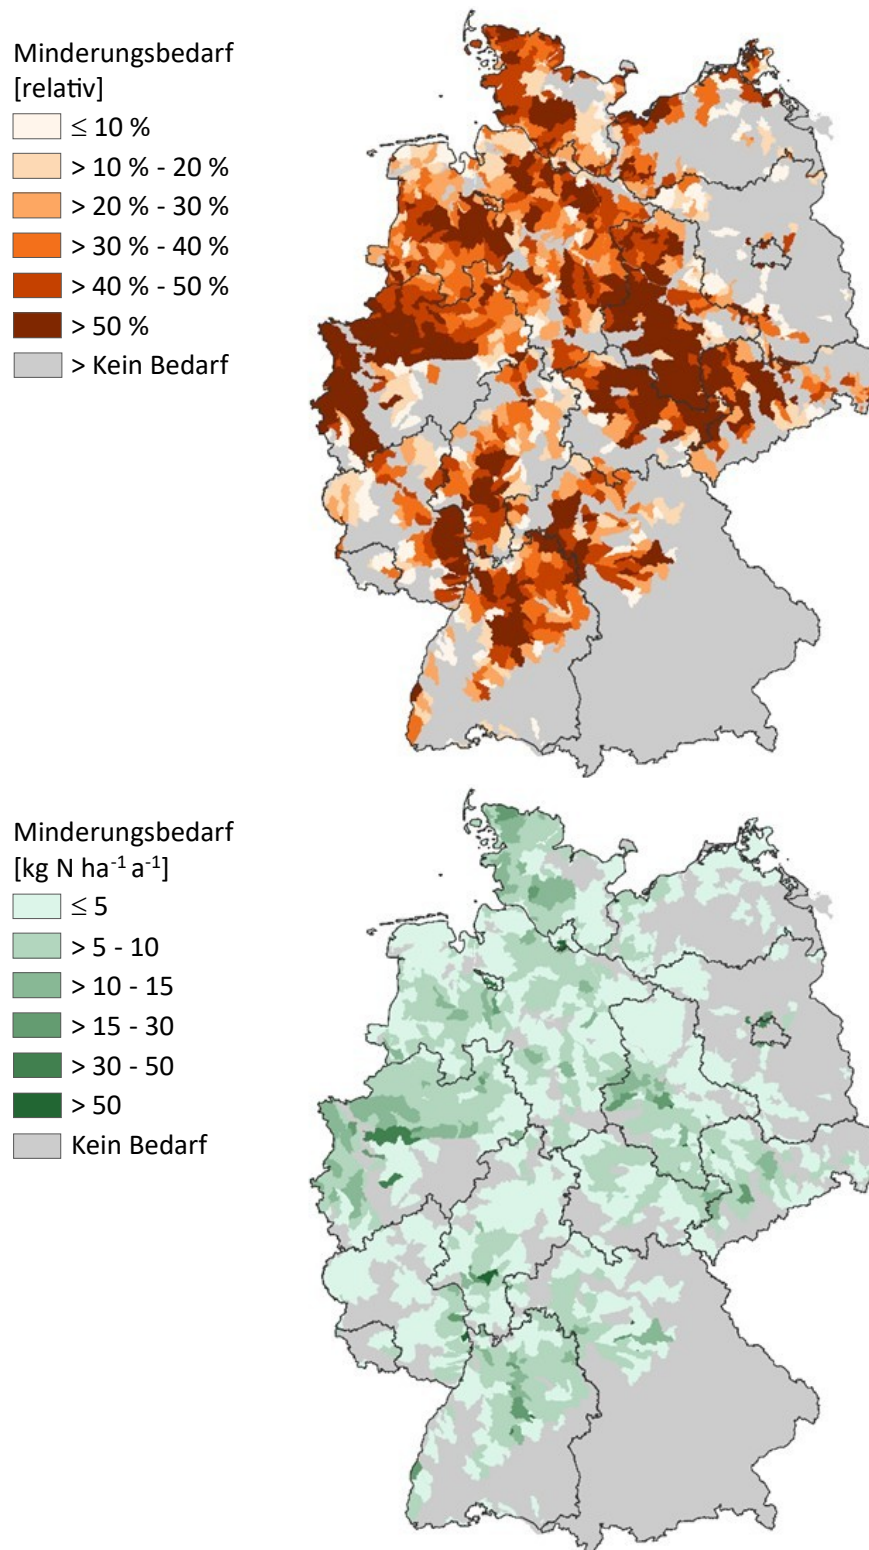 Minderungsbedarf
[relativ]
≤ 10 %
> 10 % - 20 %
> 20 % - 30 %
> 30 % - 40 %
> 40 % - 50 %
> 50 %
> Kein Bedarf
Minderungsbedarf
[kg N ha⁻¹ a⁻¹]
≤ 5
> 5 - 10
> 10 - 15
> 15 - 30
> 30 - 50
> 50
Kein Bedarf